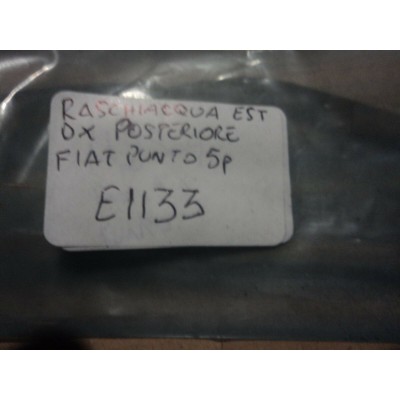 RASCHIACQUA EST
DX POSTERIORE
FIAT PUNTO 5p
E1133